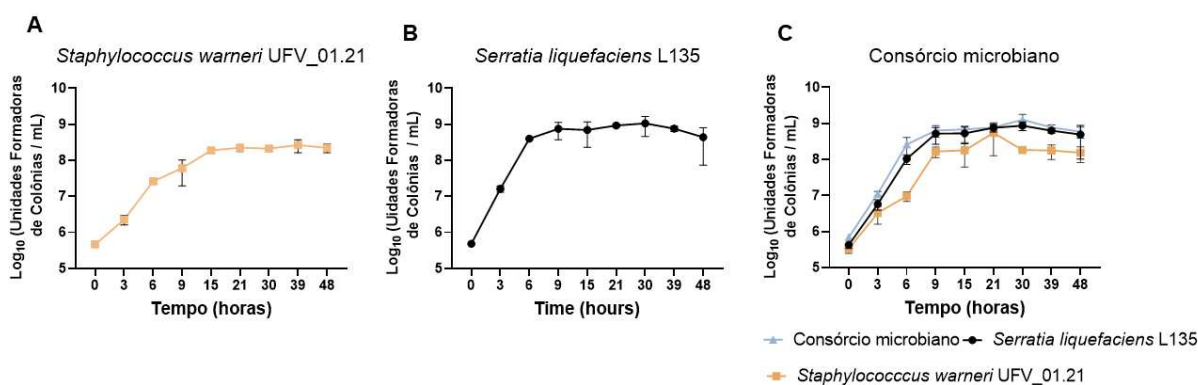 A
Staphylococcus warneri UFV_01.21
Log10 (Unidades Formadoras
de Colônias / mL)
10
9
8
7
6
5
0 3 6 9 15 21 30 39 48
Tempo (horas)
B
Serratia liquefaciens L135
Log10 (Uidades Formadoras
de Colônias / mL)
10
9
8
7
6
5
0 3 6 9 15 21 30 39 48
Time (hours)
C
Consórcio microbiano
Log10 (Unidades Formadoras
de Colônias / mL)
10
9
8
7
6
5
0 3 6 9 15 21 30 39 48
Tempo (horas)
Consórcio microbiano Serratia liquefaciens L135
Staphylococccus warneri UFV_01.21